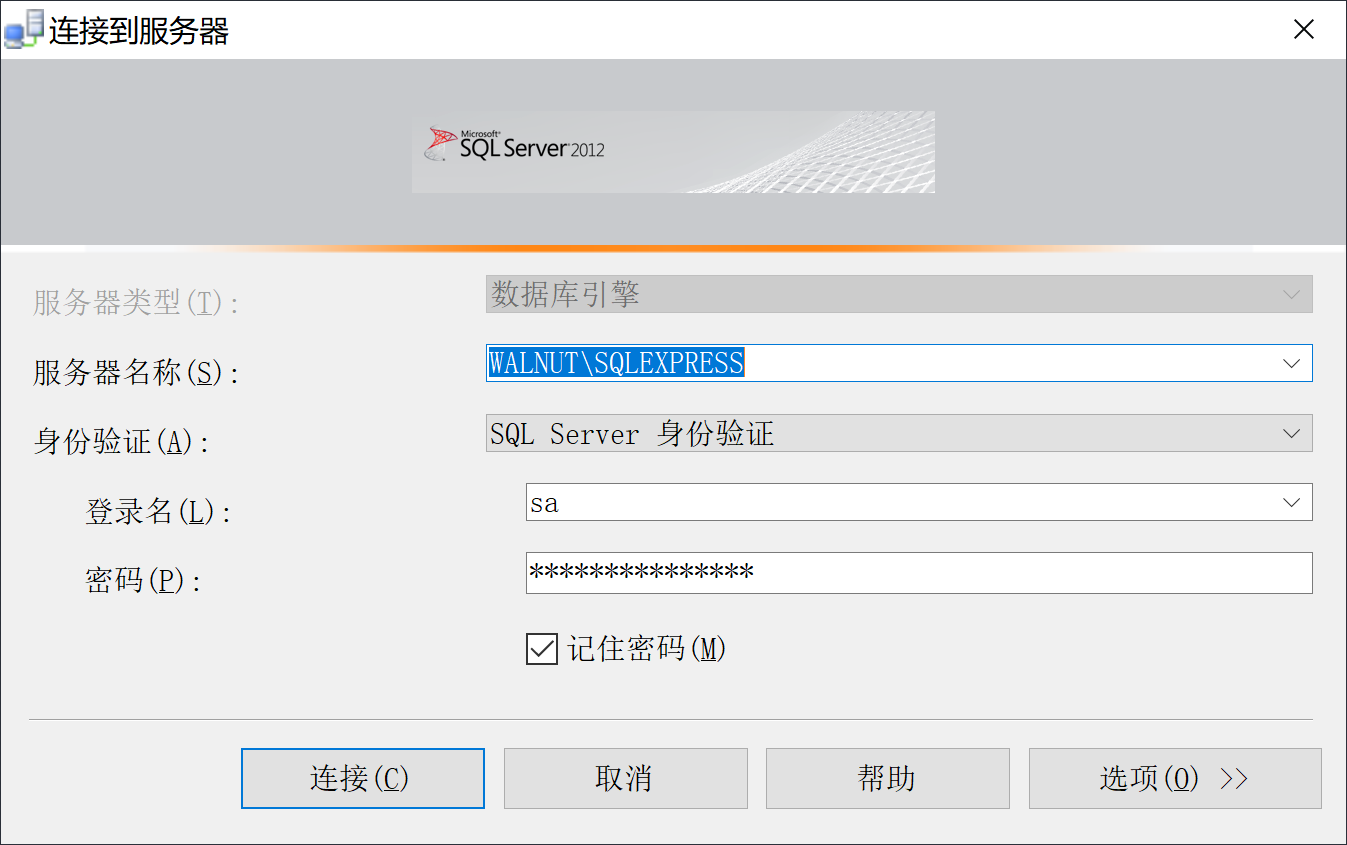 连接到服务器
Microsoft®
SQL Server® 2012
服务器类型(T):
数据库引擎
服务器名称(S):
WALNUT\SQLEXPRESS
身份验证(A):
SQL Server 身份验证
登录名(L):
sa
密码(P):
***************
记住密码(M)
连接(C)
取消
帮助
选项(O) >>